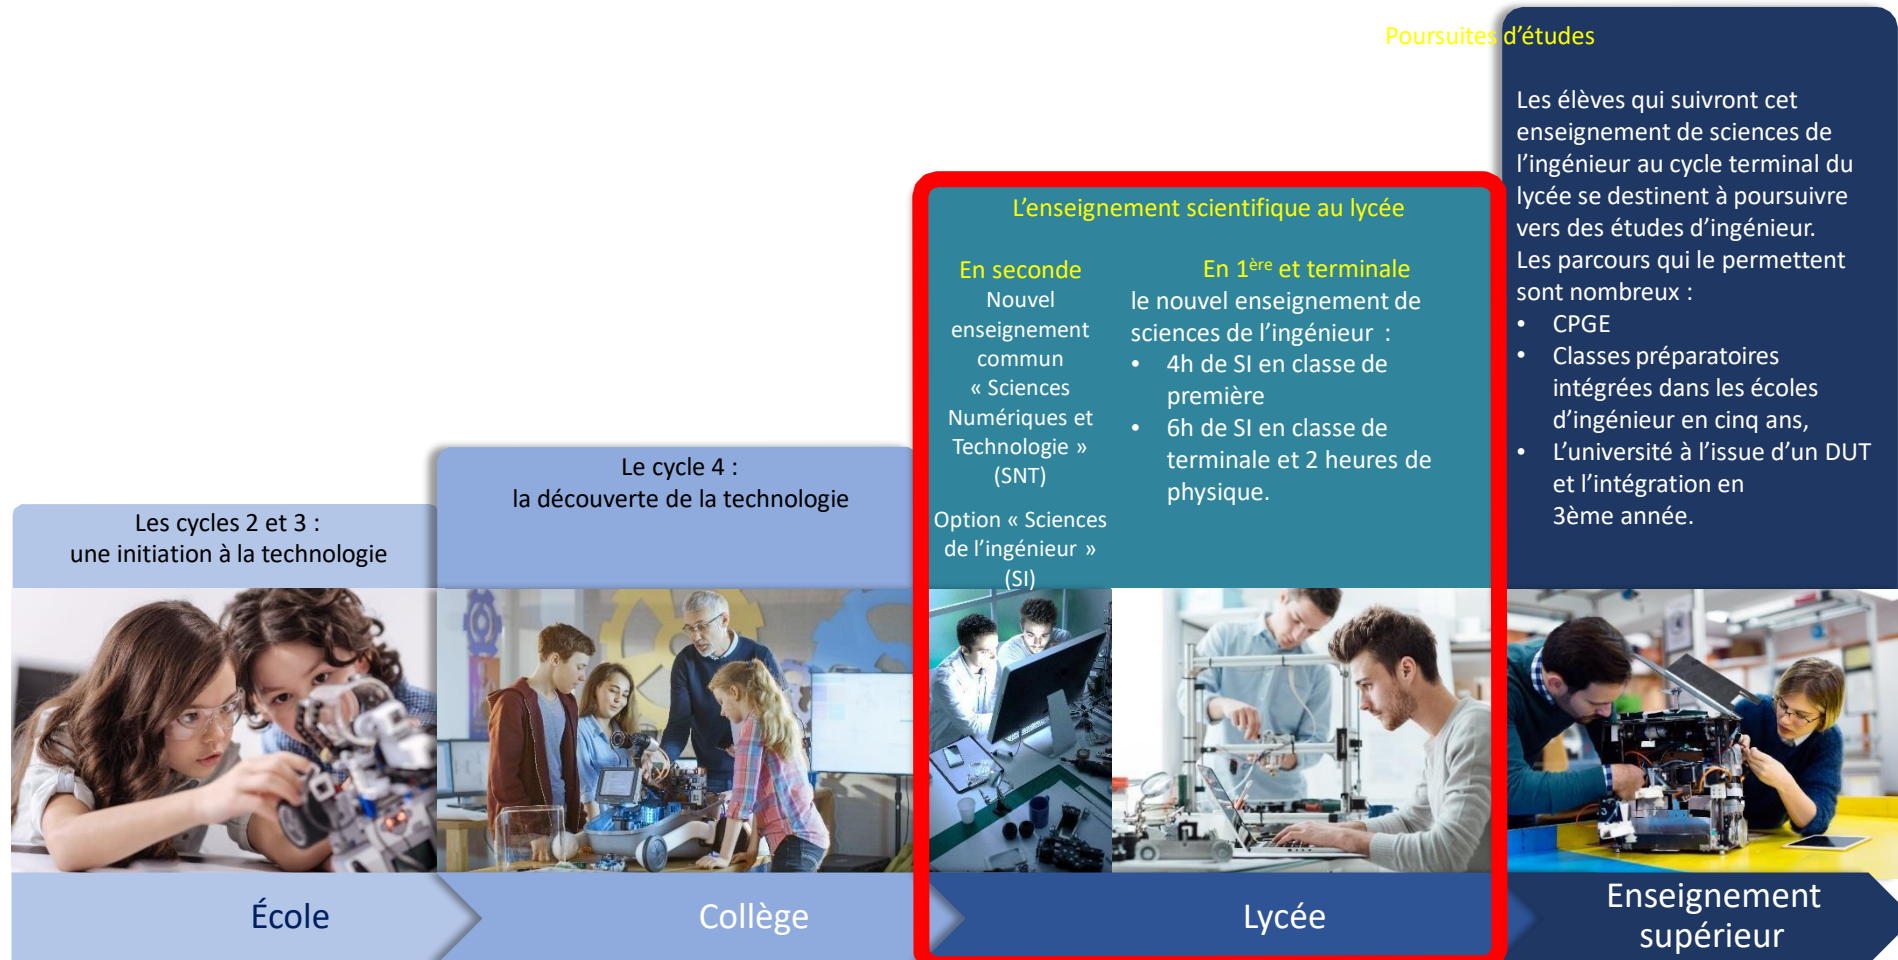 Les cycles 2 et 3 :
une initiation à la technologie
École
Le cycle 4 :
la découverte de la technologie
Collège
L’enseignement scientifique au lycée
En seconde
Nouvel
enseignement
commun
« Sciences
Numériques et
Technologie »
(SNT)
Option « Sciences
de l’ingénieur »
(SI)
En 1ère et terminale
le nouvel enseignement de
sciences de l’ingénieur :
• 4h de SI en classe de
première
• 6h de SI en classe de
terminale et 2 heures de
physique.
Lycée
Poursuites d’études
Les élèves qui suivront cet
enseignement de sciences de
l’ingénieur au cycle terminal du
lycée se destinent à poursuivre
vers des études d’ingénieur.
Les parcours qui le permettent
sont nombreux :
• CPGE
• Classes préparatoires
intégrées dans les écoles
d’ingénieur en cinq ans,
• L’université à l’issue d’un DUT
et l’intégration en
3ème année.
Enseignement
supérieur